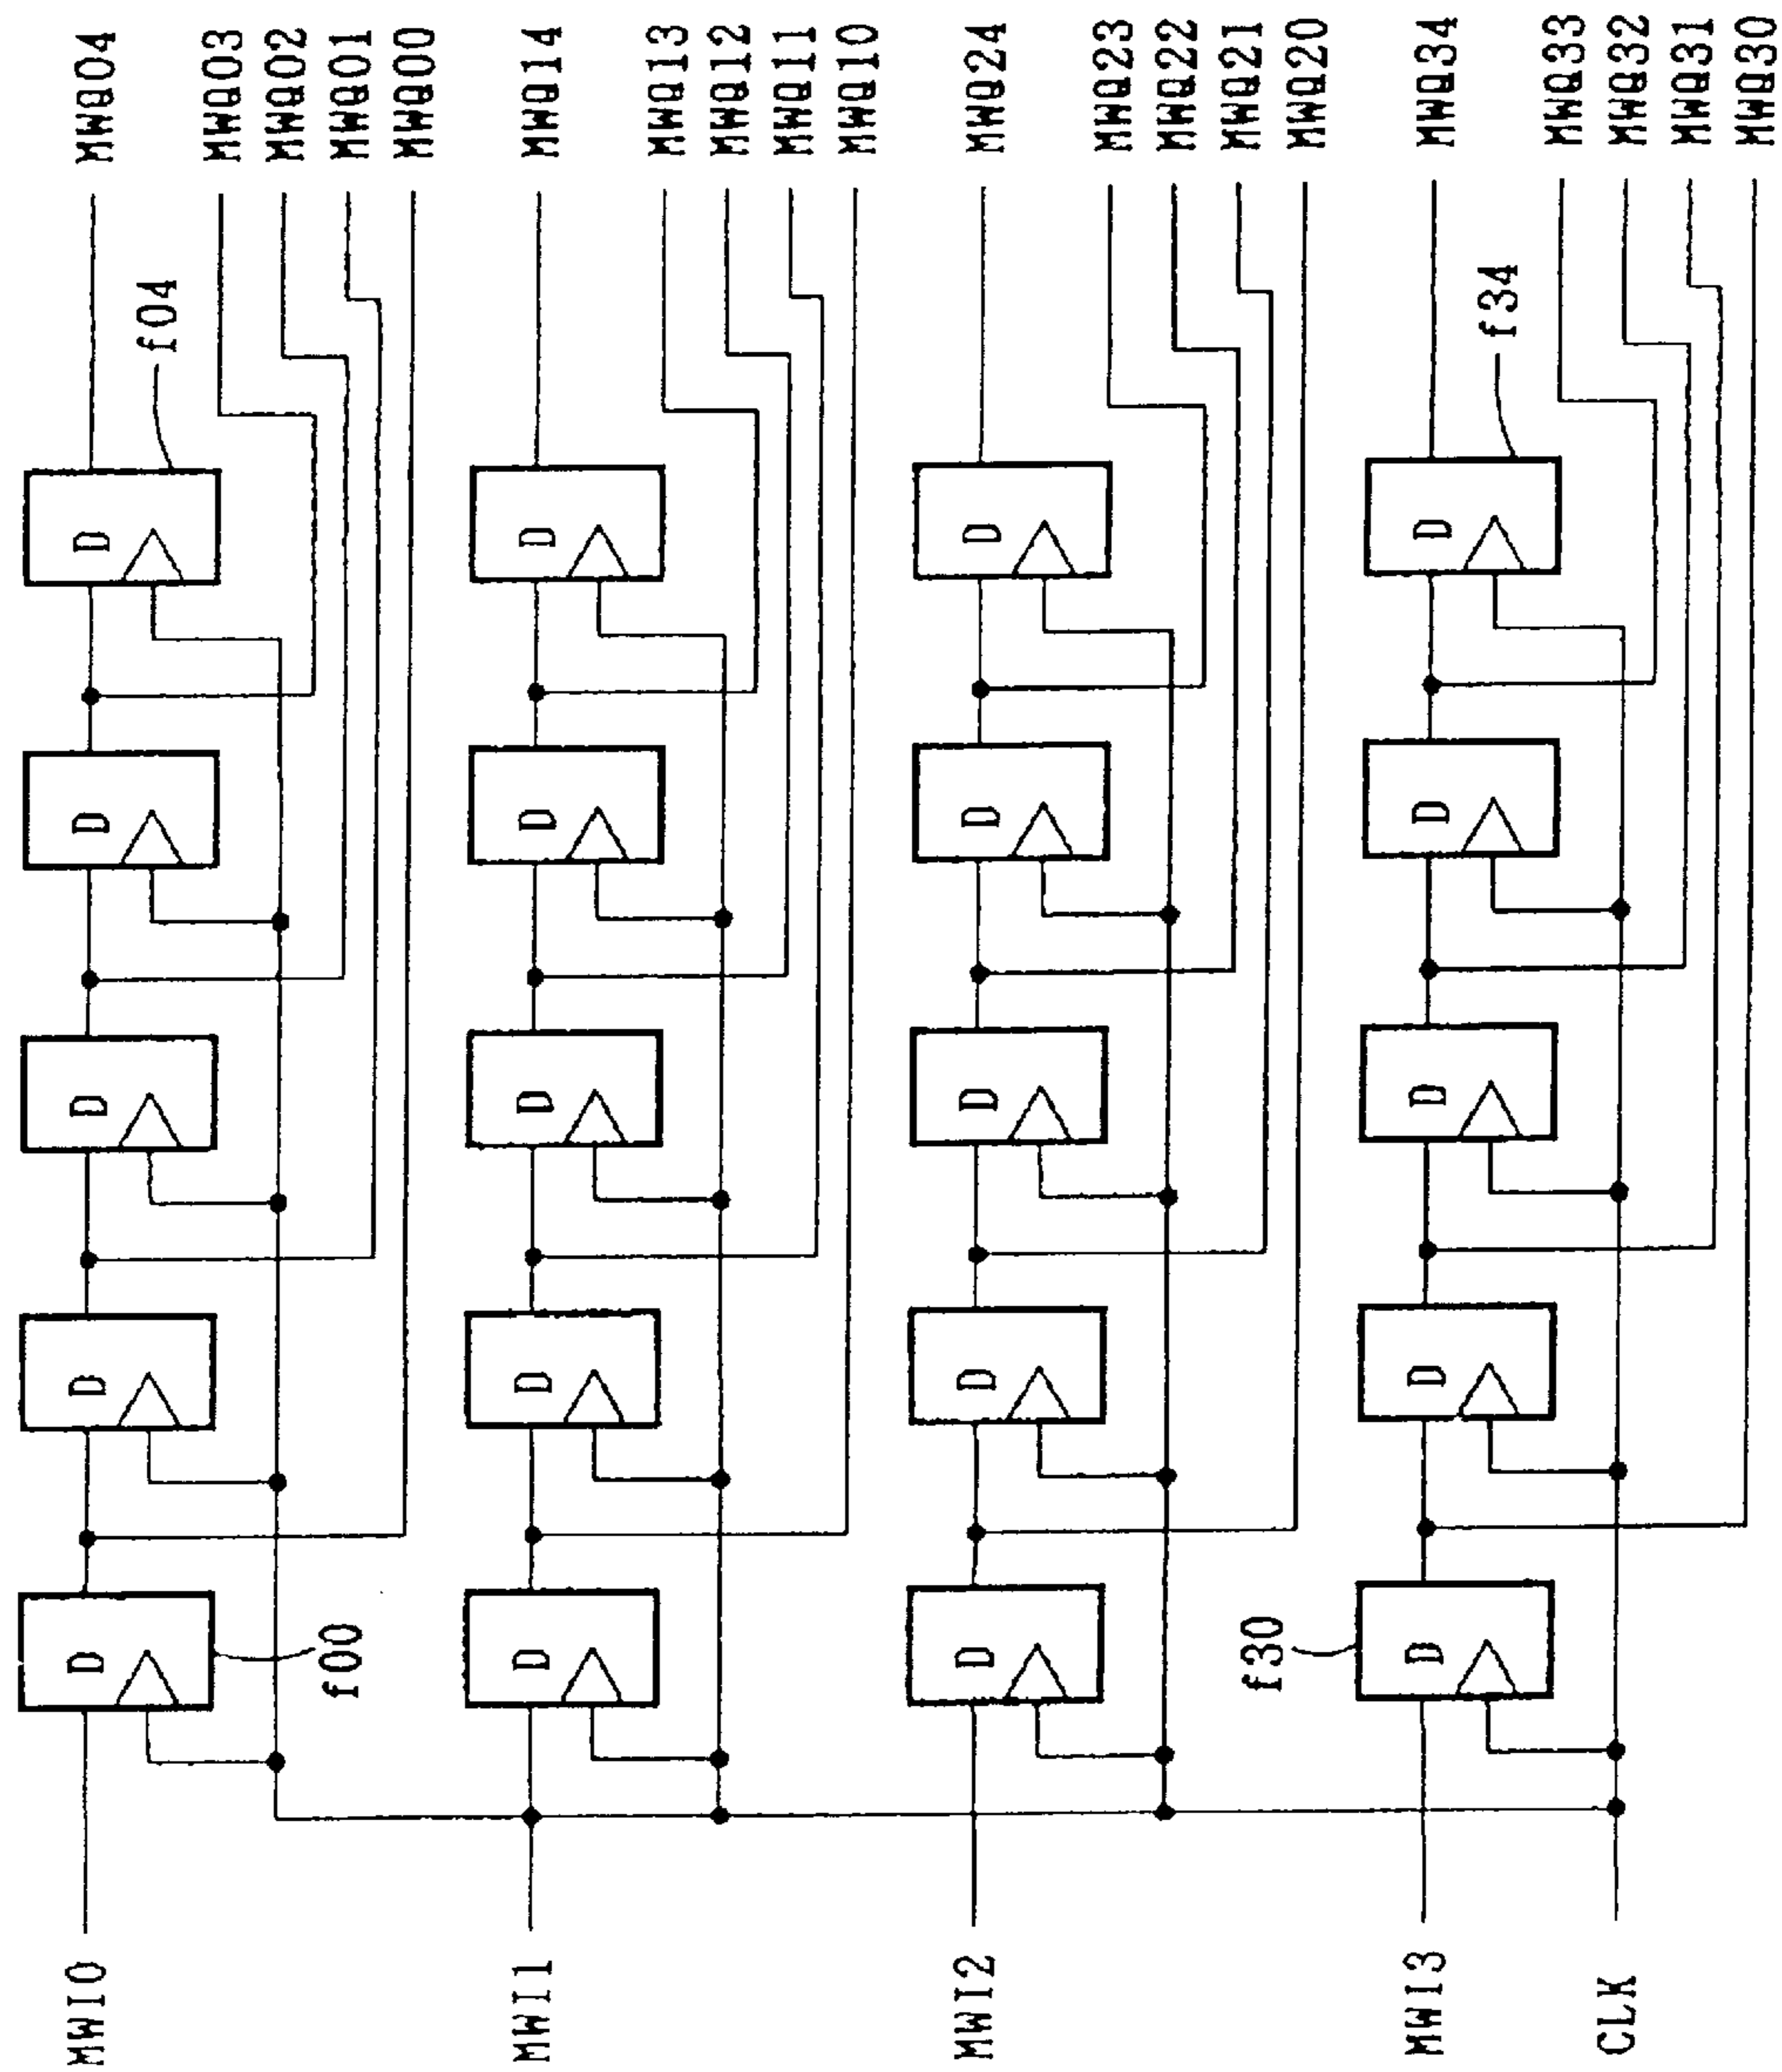 MWI0 D D D D D MWQ04
f04
MWQ03
MWQ02
f00
MWQ01
MWQ00
MWI1 D D D D D MWQ14
MWQ13
MWQ12
MWQ11
MWQ10
MWI2 D D D D D MWQ24
MWQ23
MWQ22
MWQ21
f30
MWQ20
MWI3 D D D D D MWQ34
f34
MWQ33
CLK
MWQ32
MWQ31
MWQ30